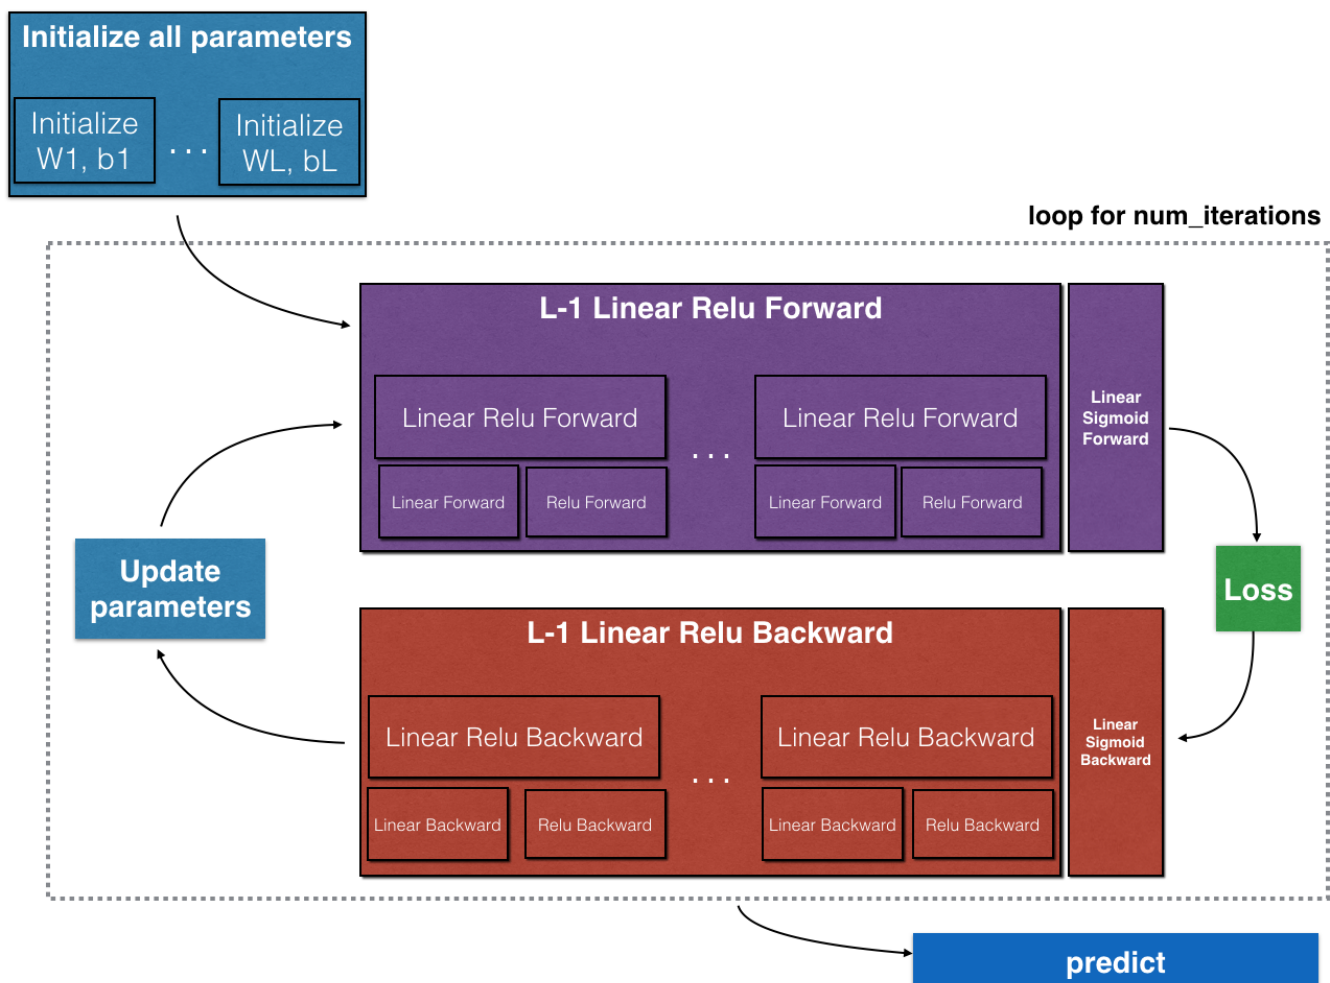 Initialize all parameters
Initialize
W1, b1
. . .
Initialize
WL, bL
loop for num_iterations
L-1 Linear Relu Forward
Linear Relu Forward
. . .
Linear Relu Forward
Linear Forward
Relu Forward
Linear Forward
Relu Forward
Linear
Sigmoid
Forward
Update
parameters
Loss
L-1 Linear Relu Backward
Linear Relu Backward
. . .
Linear Relu Backward
Linear Backward
Relu Backward
Linear Backward
Relu Backward
Linear
Sigmoid
Backward
predict